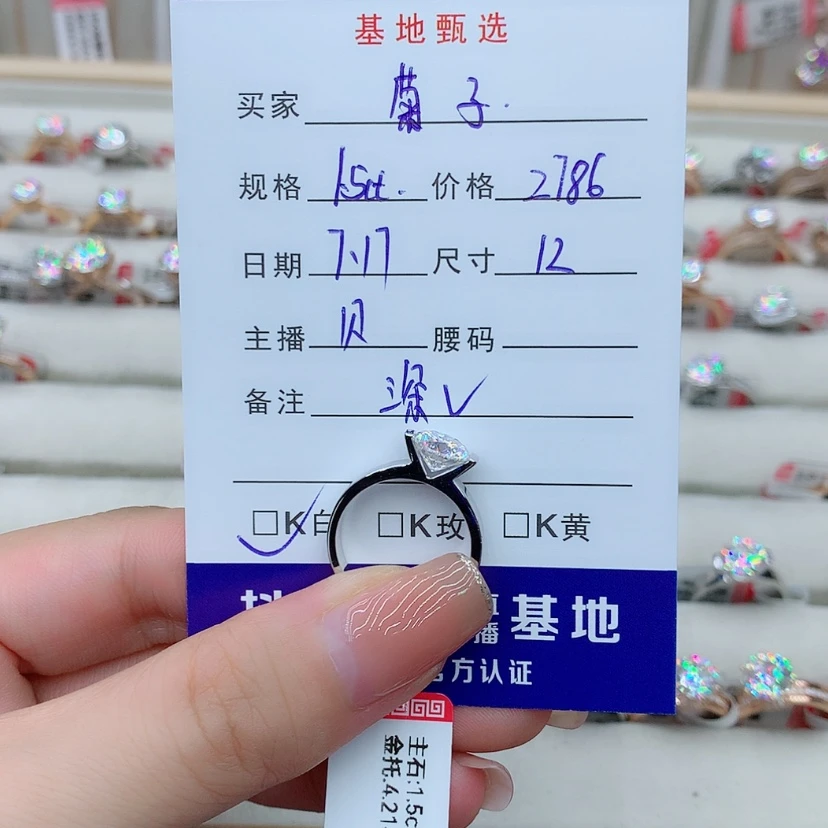 基地甄选
买家 菊子.
规格 1.5ct. 价格 2786
日期 7.17 尺寸 12
主播 贝 腰码
备注 深 ✓
☐K白 ☐K玫 ☐K黄
播 基地
官方认证
主石:1.5c
金托:4.21